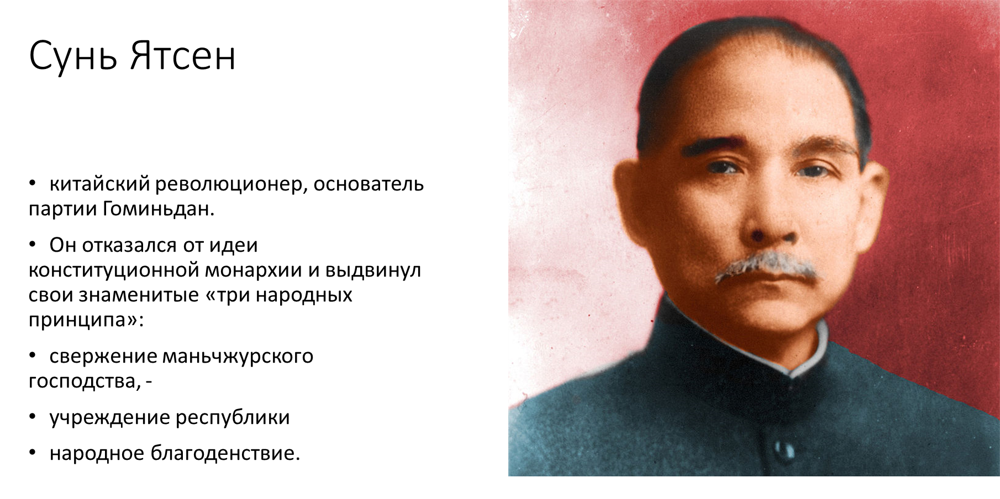 Сунь Ятсен
• китайский революционер, основатель
партии Гоминьдан.
• Он отказался от идеи
конституционной монархии и выдвинул
свои знаменитые «три народных
принципа»:
• свержение маньчжурского
господства, -
• учреждение республики
• народное благоденствие.